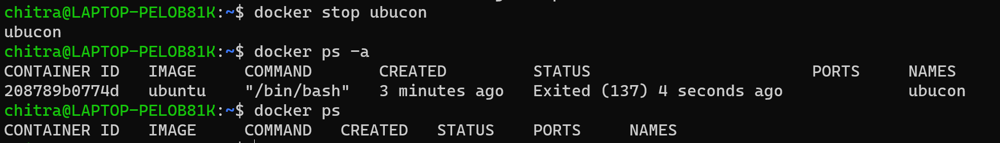 chitra@LAPTOP-PELOB81K:~$ docker stop ubucon
ubucon
chitra@LAPTOP-PELOB81K:~$ docker ps -a
CONTAINER ID   IMAGE     COMMAND       CREATED         STATUS                       PORTS     NAMES
208789b0774d   ubuntu    "/bin/bash"   3 minutes ago   Exited (137) 4 seconds ago             ubucon
chitra@LAPTOP-PELOB81K:~$ docker ps
CONTAINER ID   IMAGE     COMMAND   CREATED   STATUS    PORTS     NAMES